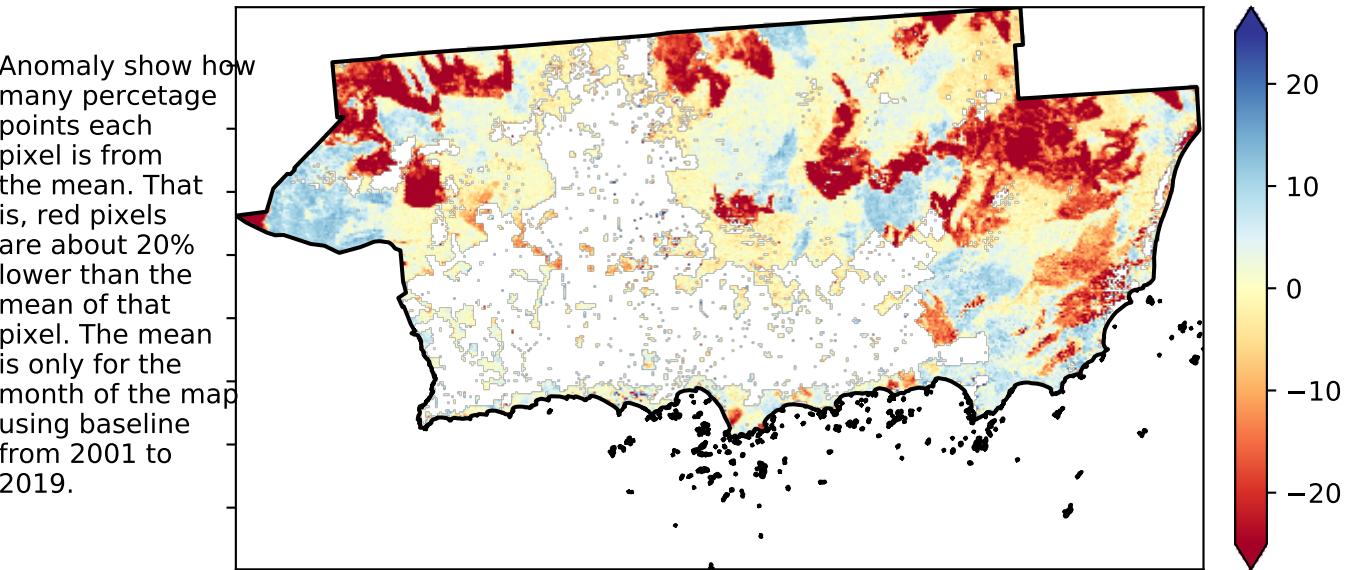 Anomaly show how
many percetage
points each
pixel is from
the mean. That
is, red pixels
are about 20%
lower than the
mean of that
pixel. The mean
is only for the
month of the map
using baseline
from 2001 to
2019.
20
10
0
−10
−20